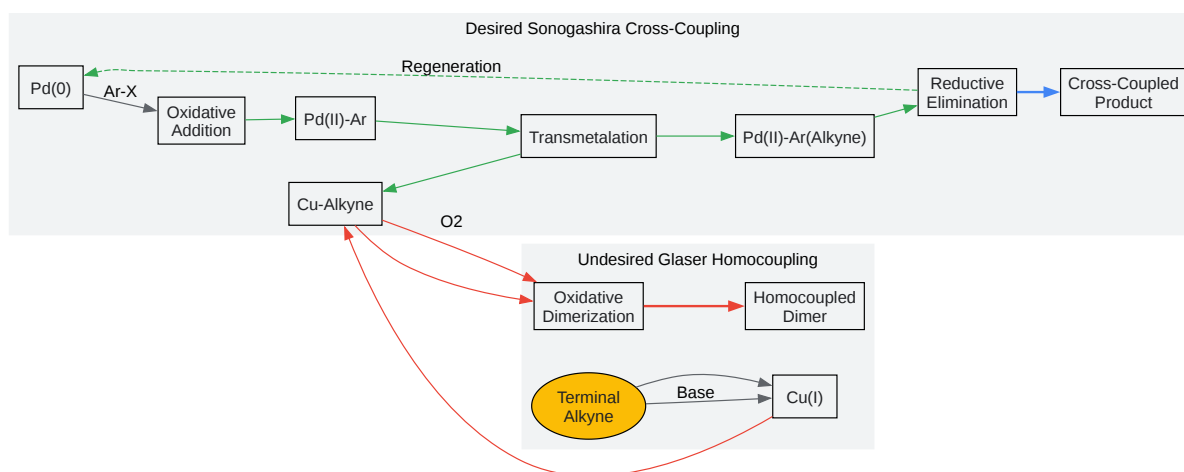 Desired Sonogashira Cross-Coupling
Regeneration
Pd(0)
Ar-X
Oxidative
Addition
Pd(II)-Ar
Transmetalation
Pd(II)-Ar(Alkyne)
Reductive
Elimination
Cross-Coupled
Product
Cu-Alkyne
O2
Undesired Glaser Homocoupling
Oxidative
Dimerization
Homocoupled
Dimer
Terminal
Alkyne
Base
Cu(I)